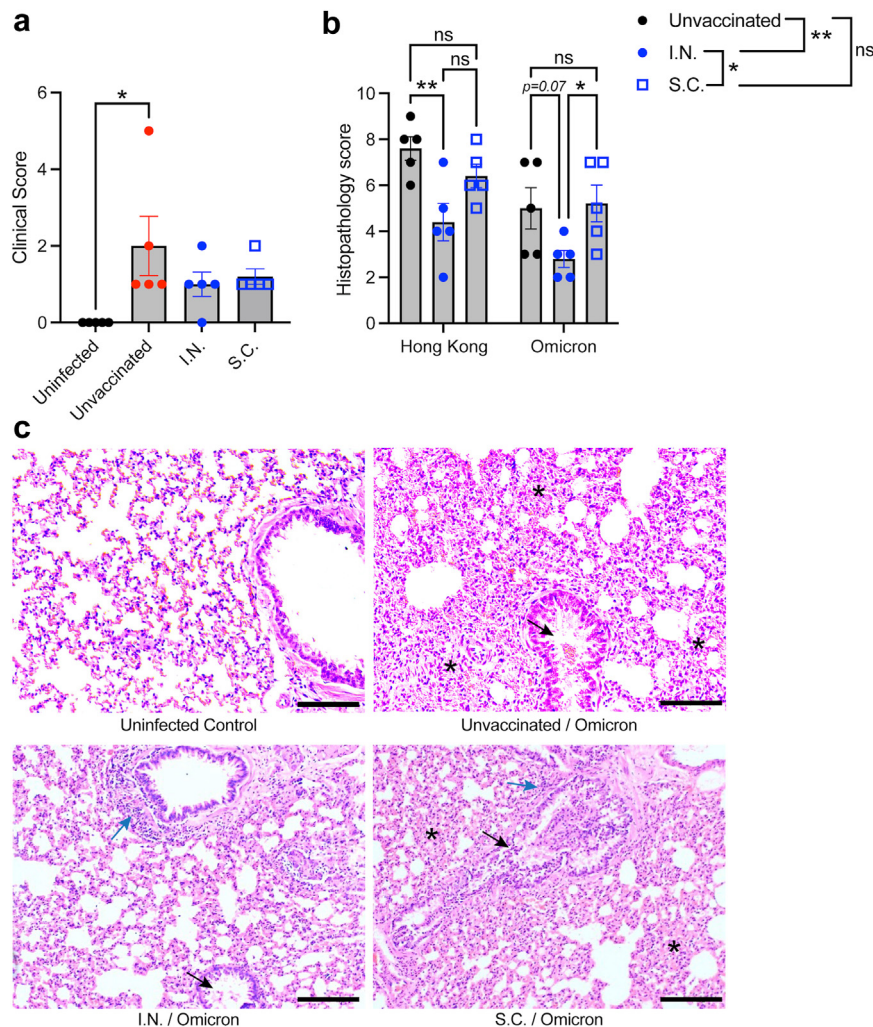 a
Clinical Score
6
4
2
0
*
Uninfected
Unvaccinated
I.N.
S.C.
b
Histopathology score
10
8
6
4
2
0
ns
ns
**
ns
p=0.07
*
Hong Kong
Omicron
Unvaccinated
I.N.
S.C.
**
*
ns
c
*
*
*
Uninfected Control
Unvaccinated / Omicron
*
*
I.N. / Omicron
S.C. / Omicron